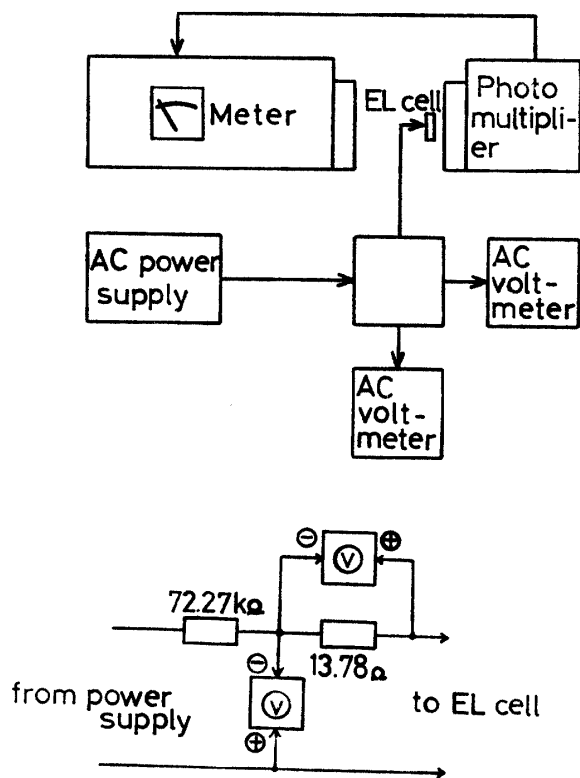 Meter
EL cell
Photo
multipli-
er
AC power
supply
AC
volt-
meter
AC
volt-
meter
⊖
V
⊕
72.27kΩ
13.78Ω
⊖
V
⊕
from power
supply
to EL cell